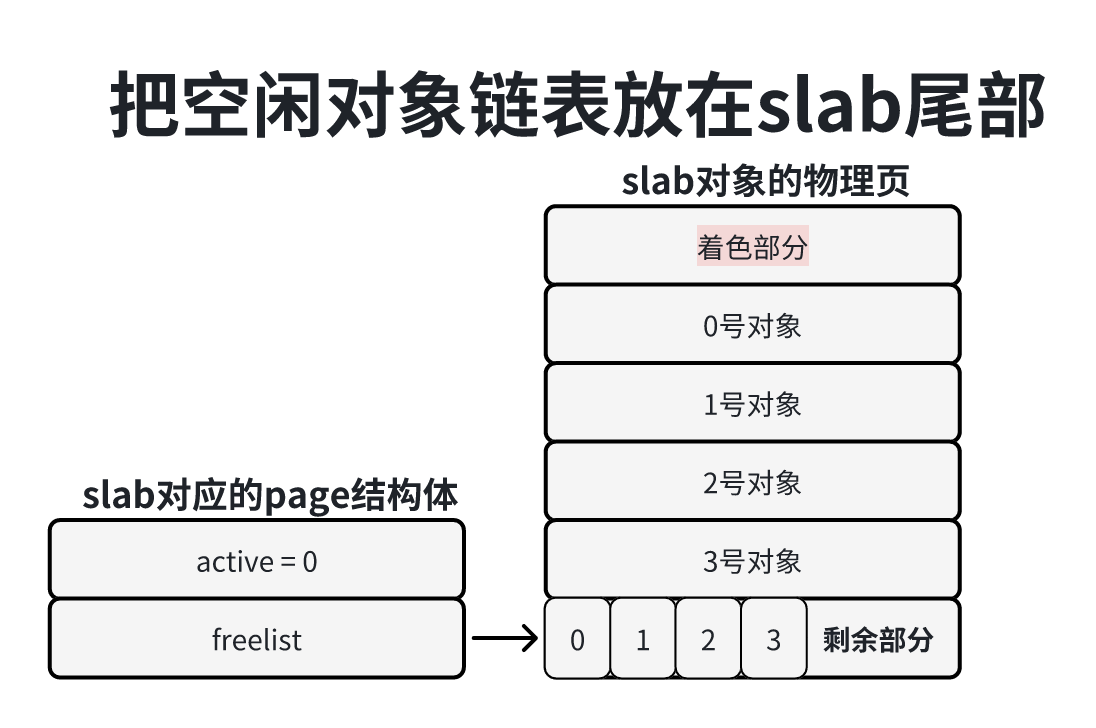 把空闲对象链表放在slab尾部
slab对象的物理页
着色部分
0号对象
1号对象
2号对象
3号对象
slab对应的page结构体
active = 0
freelist
0 1 2 3 剩余部分